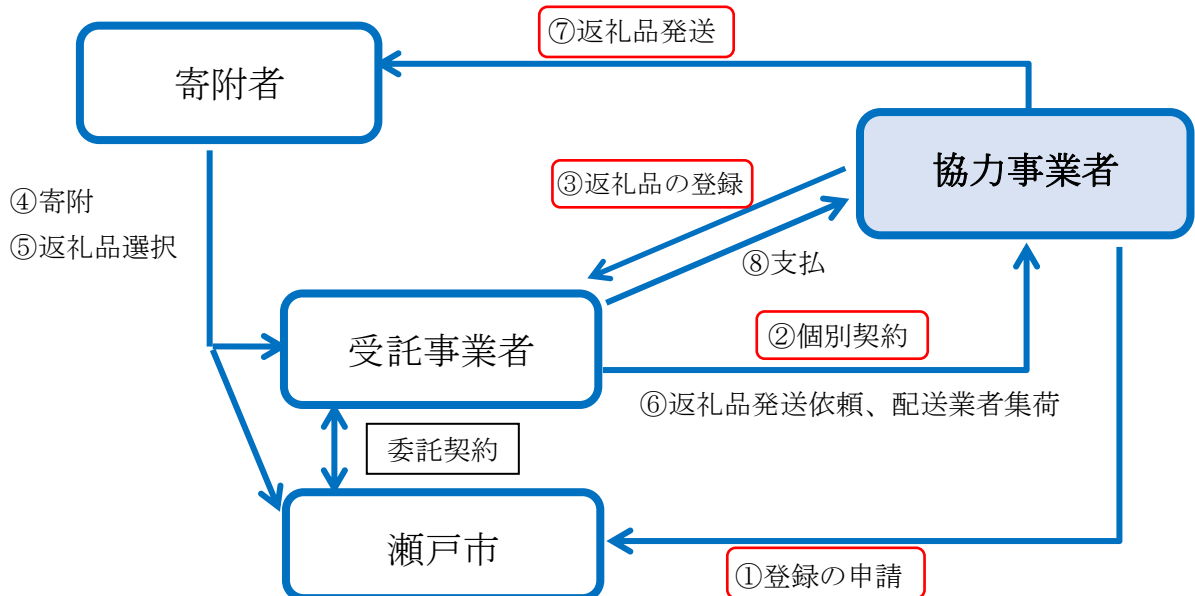 ⑦返礼品発送
寄附者
協力事業者
③返礼品の登録
④寄附
⑤返礼品選択
⑧支払
受託事業者
②個別契約
⑥返礼品発送依頼、配送業者集荷
委託契約
瀬戸市
①登録の申請